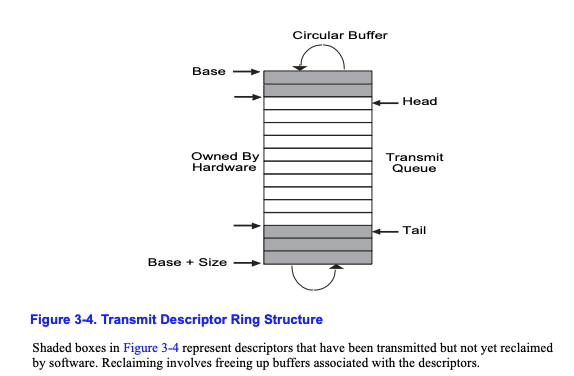 Circular Buffer
Base
Head
Owned By
Hardware
Transmit
Queue
Tail
Base + Size
Figure 3-4. Transmit Descriptor Ring Structure
Shaded boxes in Figure 3-4 represent descriptors that have been transmitted but not yet reclaimed
by software. Reclaiming involves freeing up buffers associated with the descriptors.